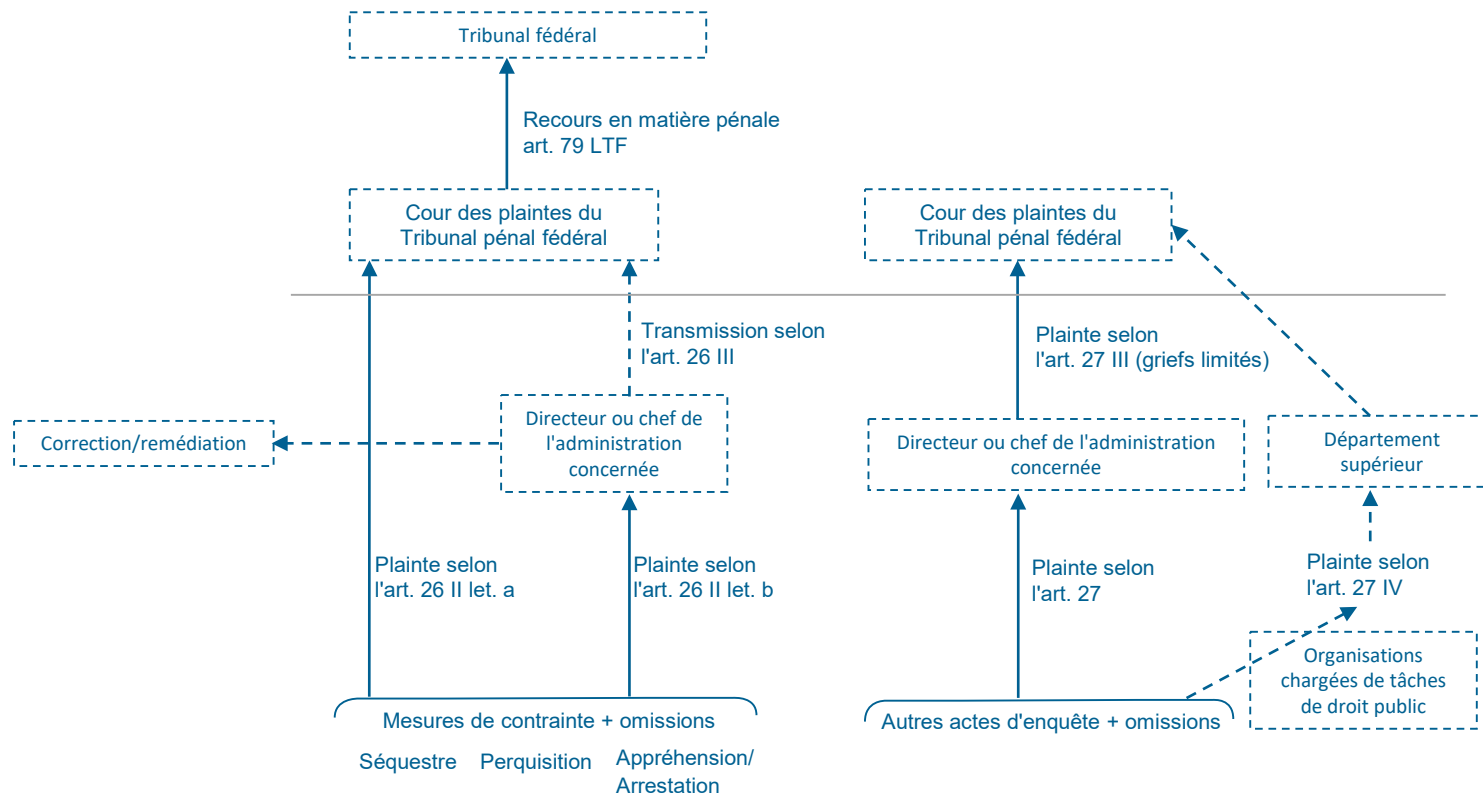 Tribunal fédéral
Recours en matière pénale
art. 79 LTF
Cour des plaintes du
Tribunal pénal fédéral
Cour des plaintes du
Tribunal pénal fédéral
Transmission selon
l'art. 26 III
Plainte selon
l'art. 27 III (griefs limités)
Correction/remédiation
Directeur ou chef de
l'administration
concernée
Directeur ou chef de l'administration
concernée
Département
supérieur
Plainte selon
l'art. 26 II let. a
Plainte selon
l'art. 26 II let. b
Plainte selon
l'art. 27
Plainte selon
l'art. 27 IV
Organisations
chargées de tâches
de droit public
Mesures de contrainte + omissions
Autres actes d'enquête + omissions
Séquestre
Perquisition
Appréhension/
Arrestation